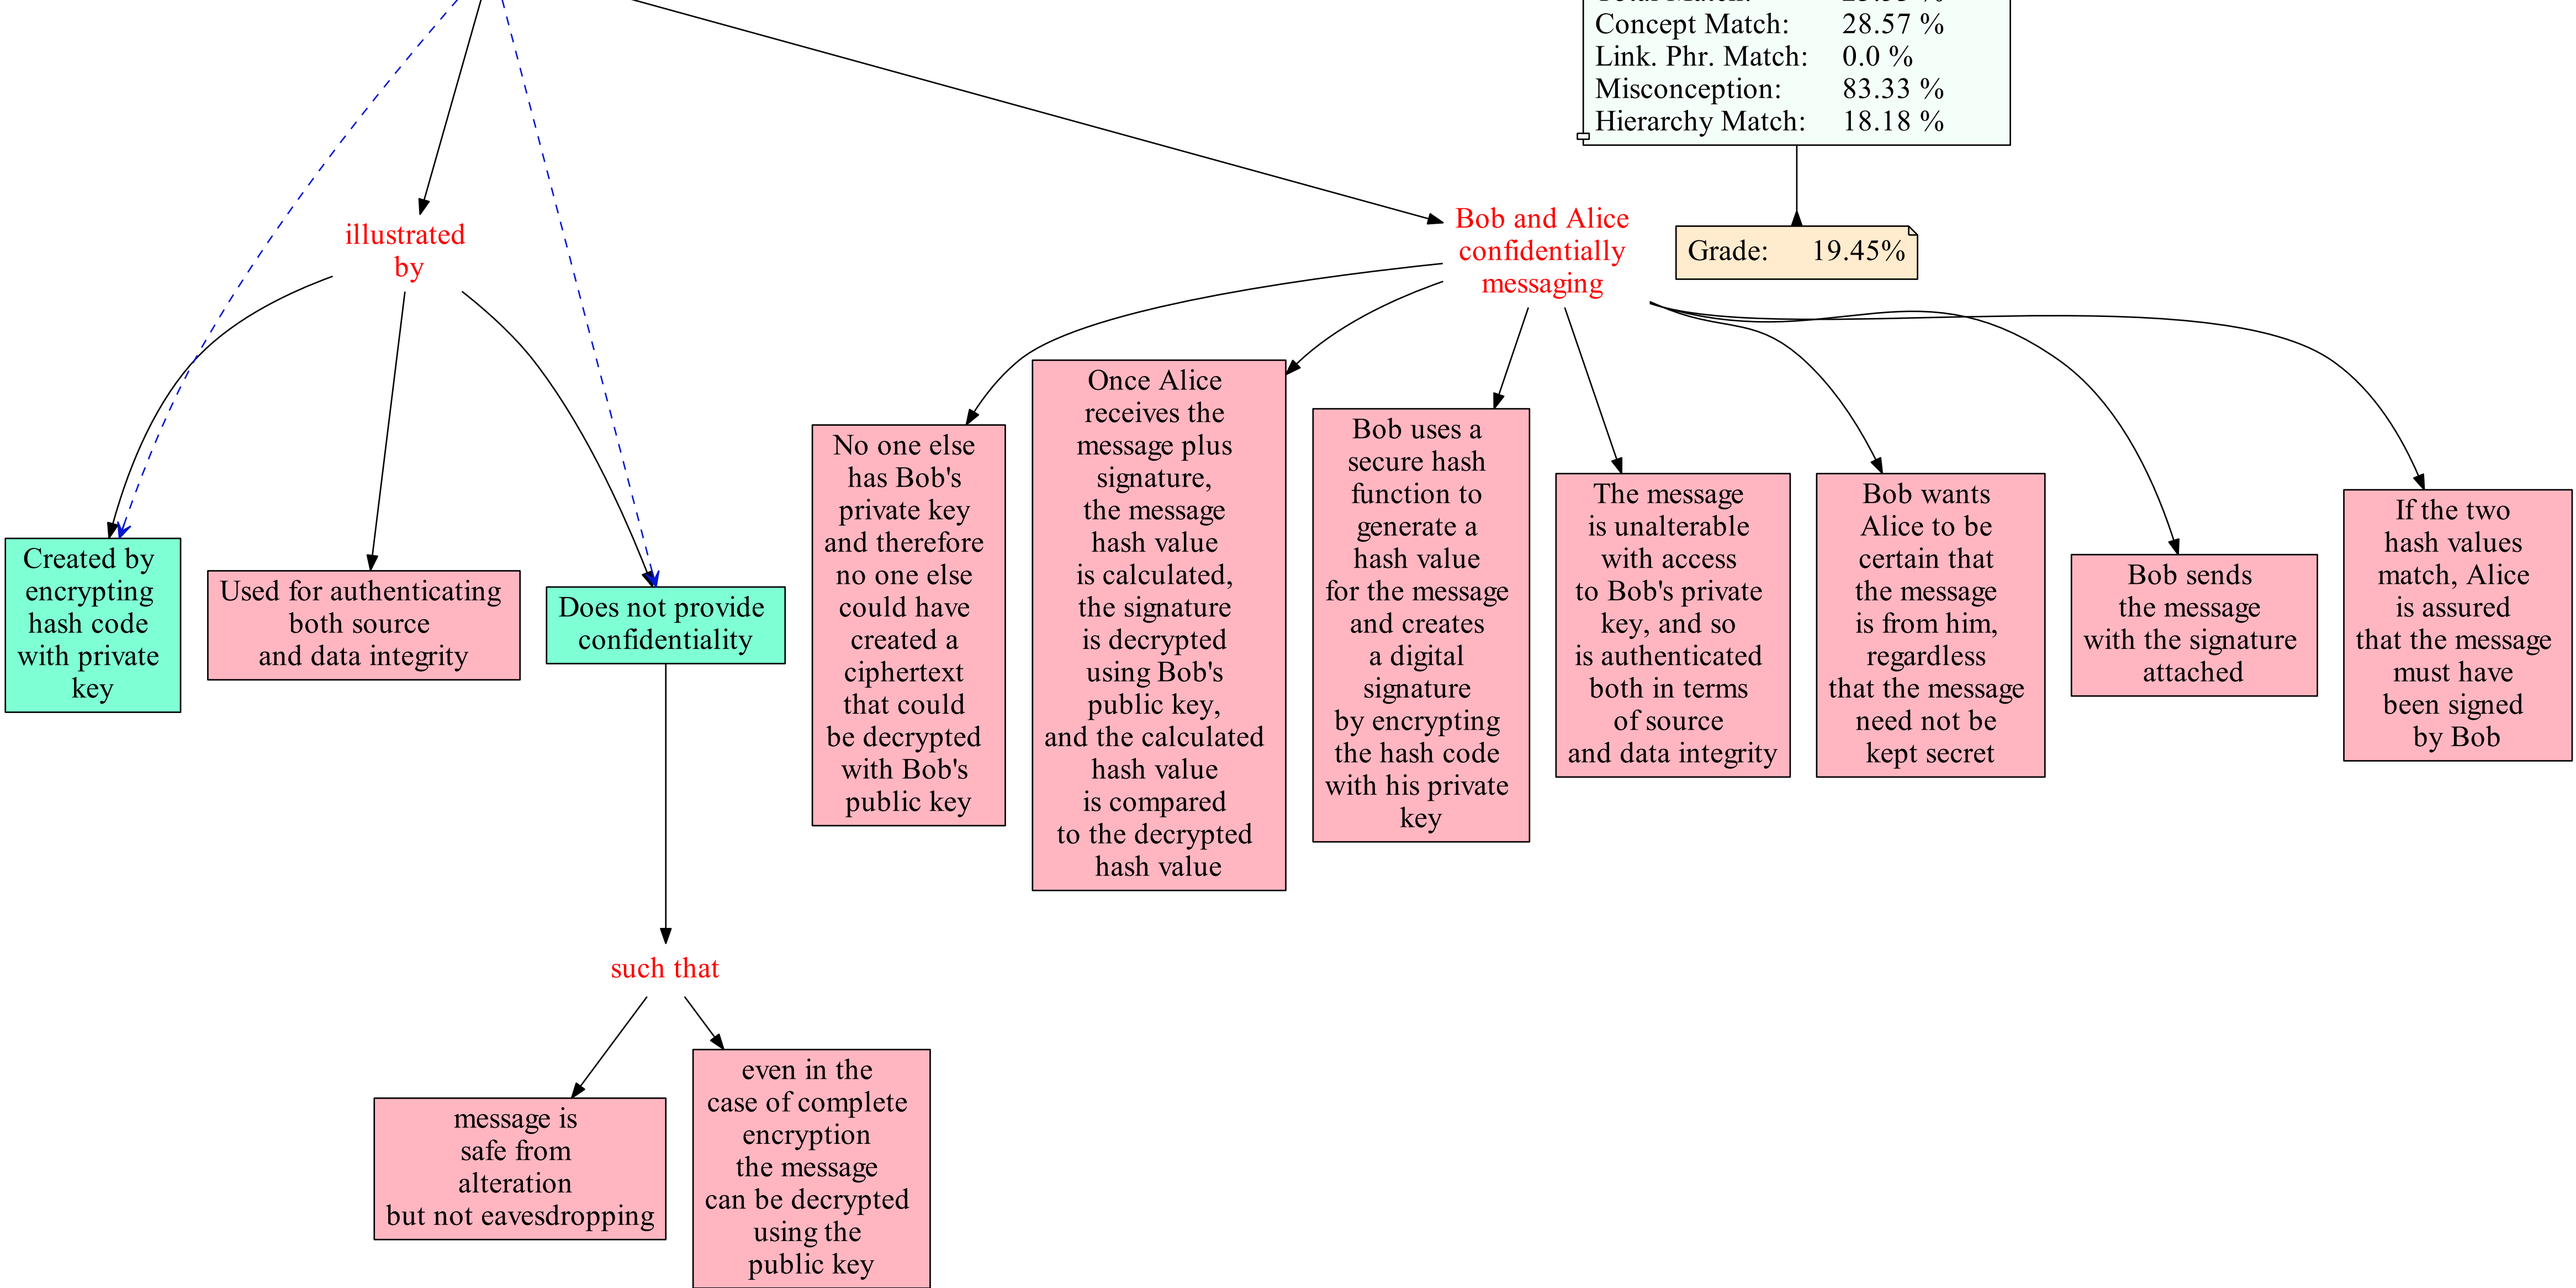 Concept Match: 28.57 %
Link. Phr. Match: 0.0 %
Misconception: 83.33 %
Hierarchy Match: 18.18 %
Grade: 19.45%
illustrated
by
Bob and Alice
confidentially
messaging
Created by
encrypting
hash code
with private
key
Used for authenticating
both source
and data integrity
Does not provide
confidentiality
No one else
has Bob's
private key
and therefore
no one else
could have
created a
ciphertext
that could
be decrypted
with Bob's
public key
Once Alice
receives the
message plus
signature,
the message
hash value
is calculated,
the signature
is decrypted
using Bob's
public key,
and the calculated
hash value
is compared
to the decrypted
hash value
Bob uses a
secure hash
function to
generate a
hash value
for the message
and creates
a digital
signature
by encrypting
the hash code
with his private
key
The message
is unalterable
with access
to Bob's private
key, and so
is authenticated
both in terms
of source
and data integrity
Bob wants
Alice to be
certain that
the message
is from him,
regardless
that the message
need not be
kept secret
Bob sends
the message
with the signature
attached
If the two
hash values
match, Alice
is assured
that the message
must have
been signed
by Bob
such that
message is
safe from
alteration
but not eavesdropping
even in the
case of complete
encryption
the message
can be decrypted
using the
public key